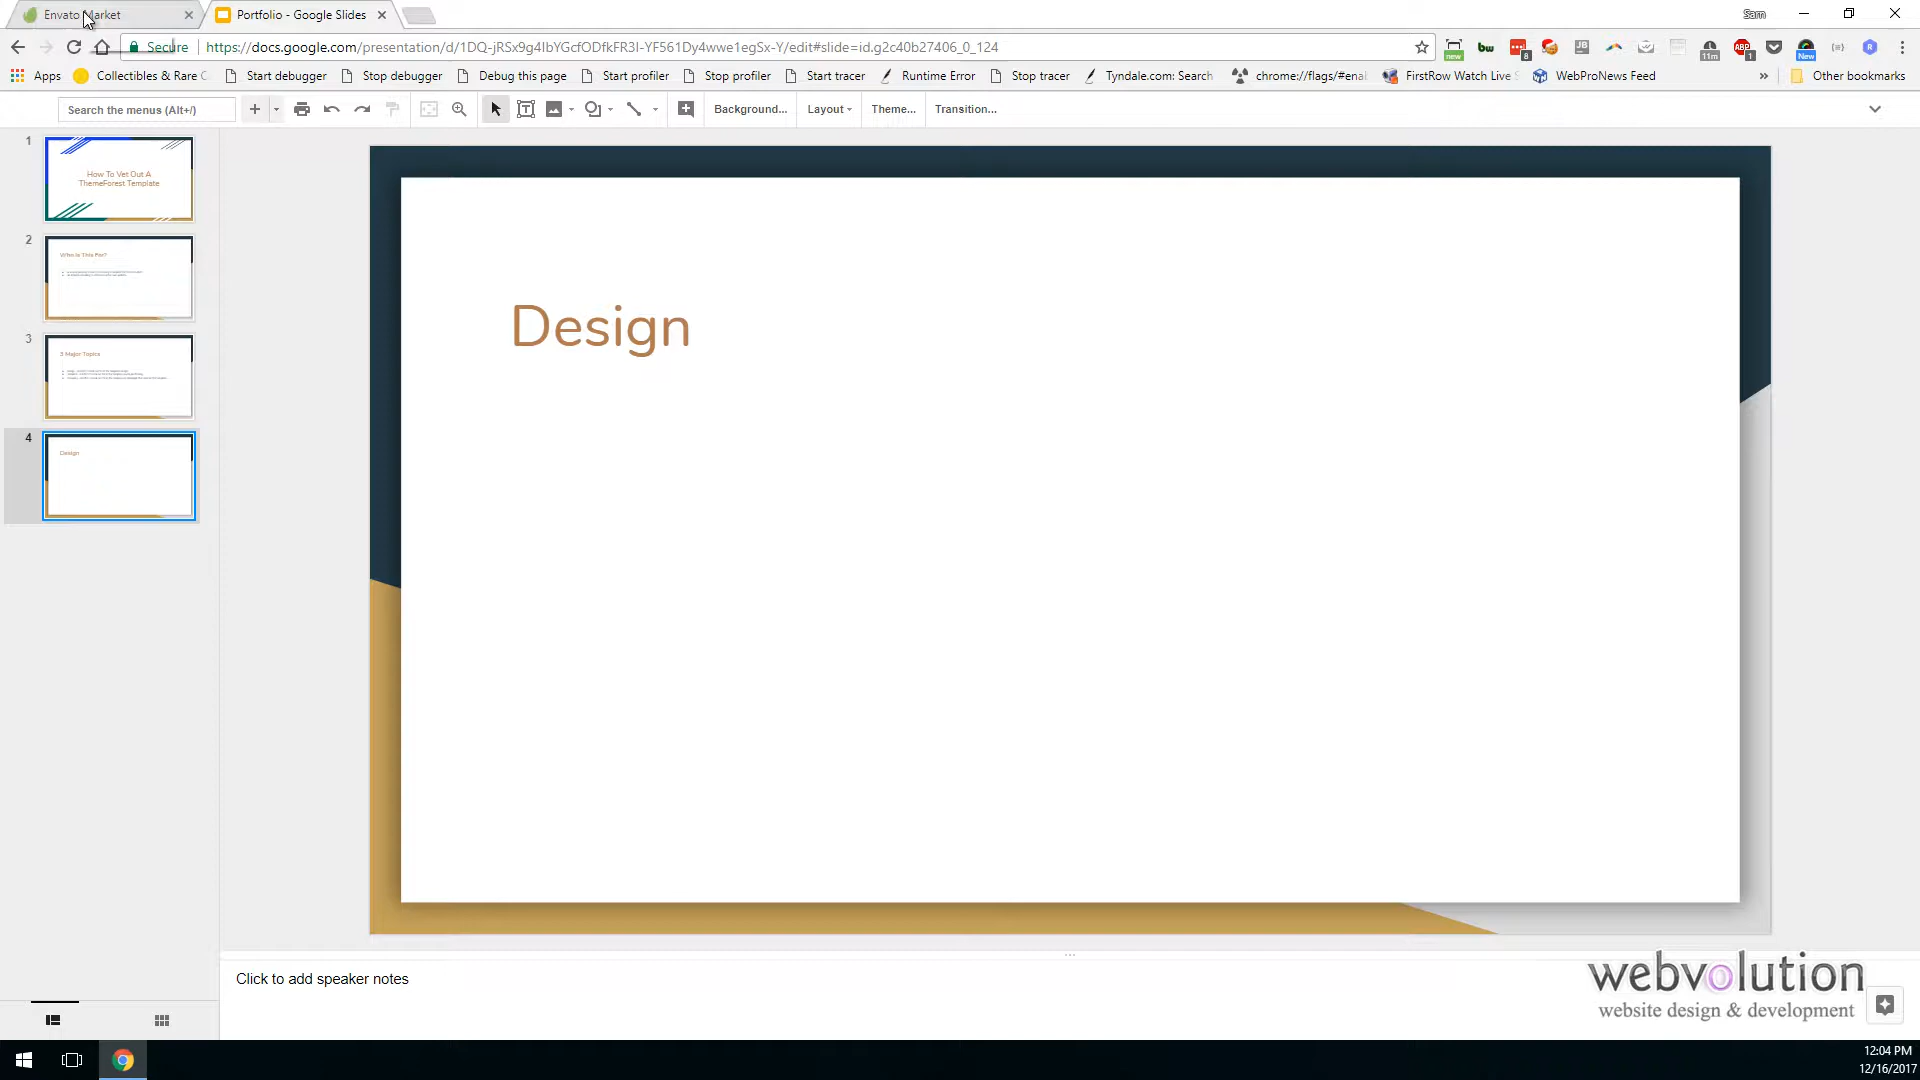 Envato Market
Portfolio - Google Slides
Sam
Secure
https://docs.google.com/presentation/d/1DQ-jRSx9g4IbYGcfODfkFR3I-YF561Dy4wwe1egSx-Y/edit#slide=id.g2c40b27406_0_124
Apps
Collectibles & Rare C
Start debugger
Stop debugger
Debug this page
Start profiler
Stop profiler
Start tracer
Runtime Error
Stop tracer
Tyndale.com: Search
chrome://flags/#ena
FirstRow Watch Live S
WebProNews Feed
»
Other bookmarks
Search the menus (Alt+/)
Background...
Layout
Theme...
Transition...
1
How To Vet Out A
ThemeForest Template
2
3
3 Major Topics
4
Design
Design
Click to add speaker notes
webvolution
website design & development
12:04 PM
12/16/2017